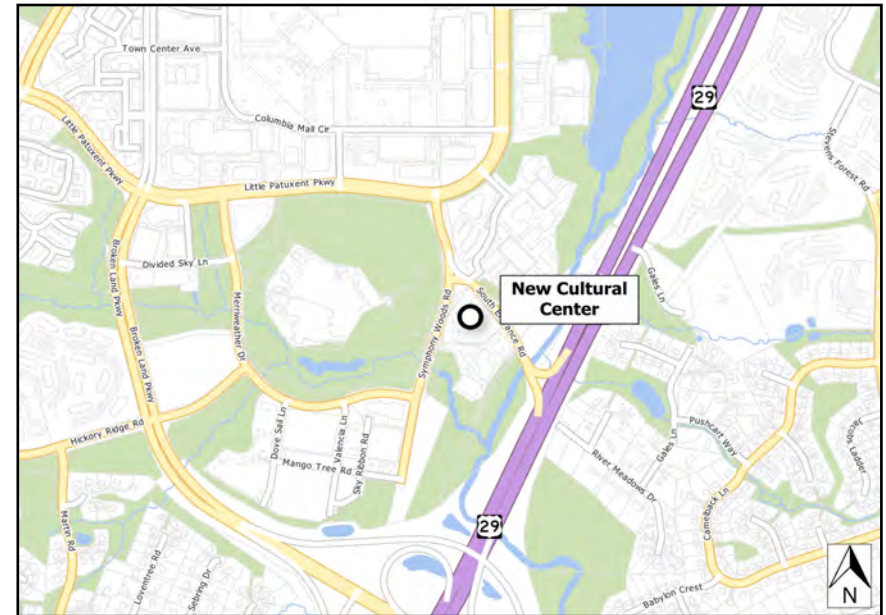 Town Center Ave
29
Columbia Mall Cir
Stevens Forest Rd
Little Patuxent Pkwy
Little Patuxent Pkwy
Broken Land Pkwy
Divided Sky Ln
Merriweather Dr
Symphony Woods Rd
South Entrance Rd
New Cultural
Center
Gales Ln
Broken Land Pkwy
Hickory Ridge Rd
Dove Sail Ln
Valencia Ln
Sky Ribbon Rd
Mango Tree Rd
Pushcart Way
Gales Ln
Jacobs Ladder
River Meadows Dr
Camelback Ln
29
Martin Rd
Loventree Rd
Sebring Dr
Babylon Crest
N